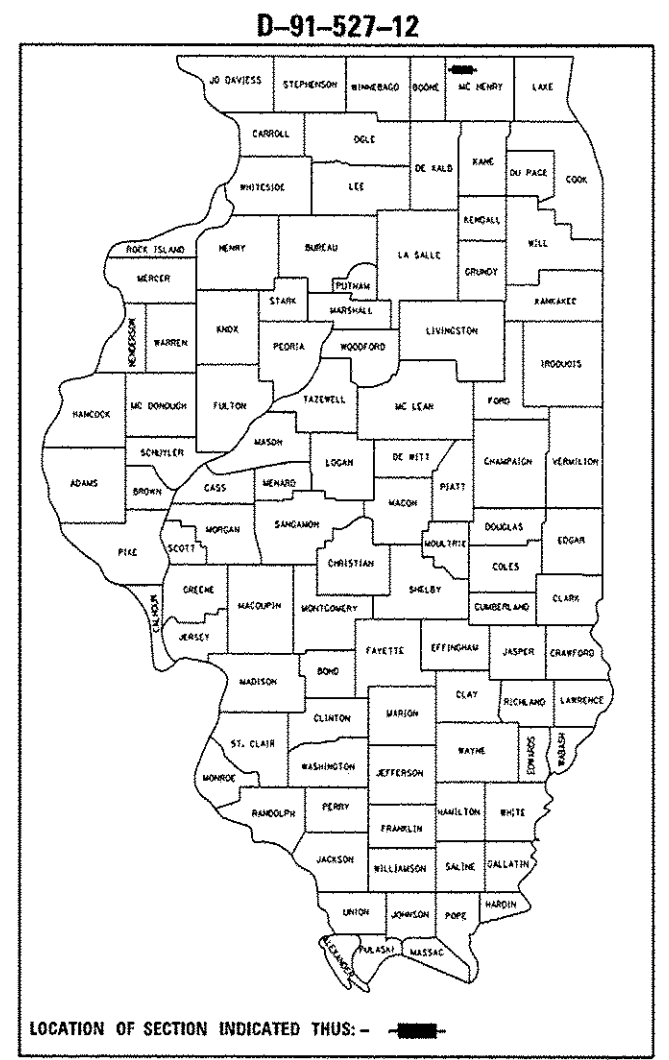 D-91-527-12
JO DAVIESS STEPHENSON WINNEBAGO BOONE MC HENRY LAKE
CARROLL OGLE DE KALB KANE DU PAGE COOK
WHITESIDE LEE
KENDALL WILL
ROCK ISLAND HENRY BUREAU LA SALLE GRUNDY
MERCER PUTNAM KANKAKEE
STARK MARSHALL
HENDERSON WARREN KNOX PEORIA WOODFORD LIVINGSTON IROQUOIS
HANCOCK MC DONOUGH FULTON TAZEWELL MC LEAN FORD
SCHUYLER MASON LOGAN DE WITT CHAMPAIGN VERMILION
ADAMS BROWN CASS MENARD MACON PIATT
PIKE SCOTT MORGAN SANGAMON CHRISTIAN MOULTRIE DOUGLAS EDGAR
COLES
CALHOUN GREENE MACOUPIN MONTGOMERY SHELBY CUMBERLAND CLARK
JERSEY
MADISON BOND FAYETTE EFFINGHAM JASPER CRAWFORD
CLINTON MARION CLAY RICHLAND LAWRENCE
ST. CLAIR WASHINGTON JEFFERSON WAYNE EDWARDS WABASH
MONROE
RANDOLPH PERRY HAMILTON WHITE
FRANKLIN
JACKSON WILLIAMSON SALINE GALLATIN
UNION JOHNSON POPE HARDIN
ALEXANDER PULASKI MASSAC
LOCATION OF SECTION INDICATED THUS: -